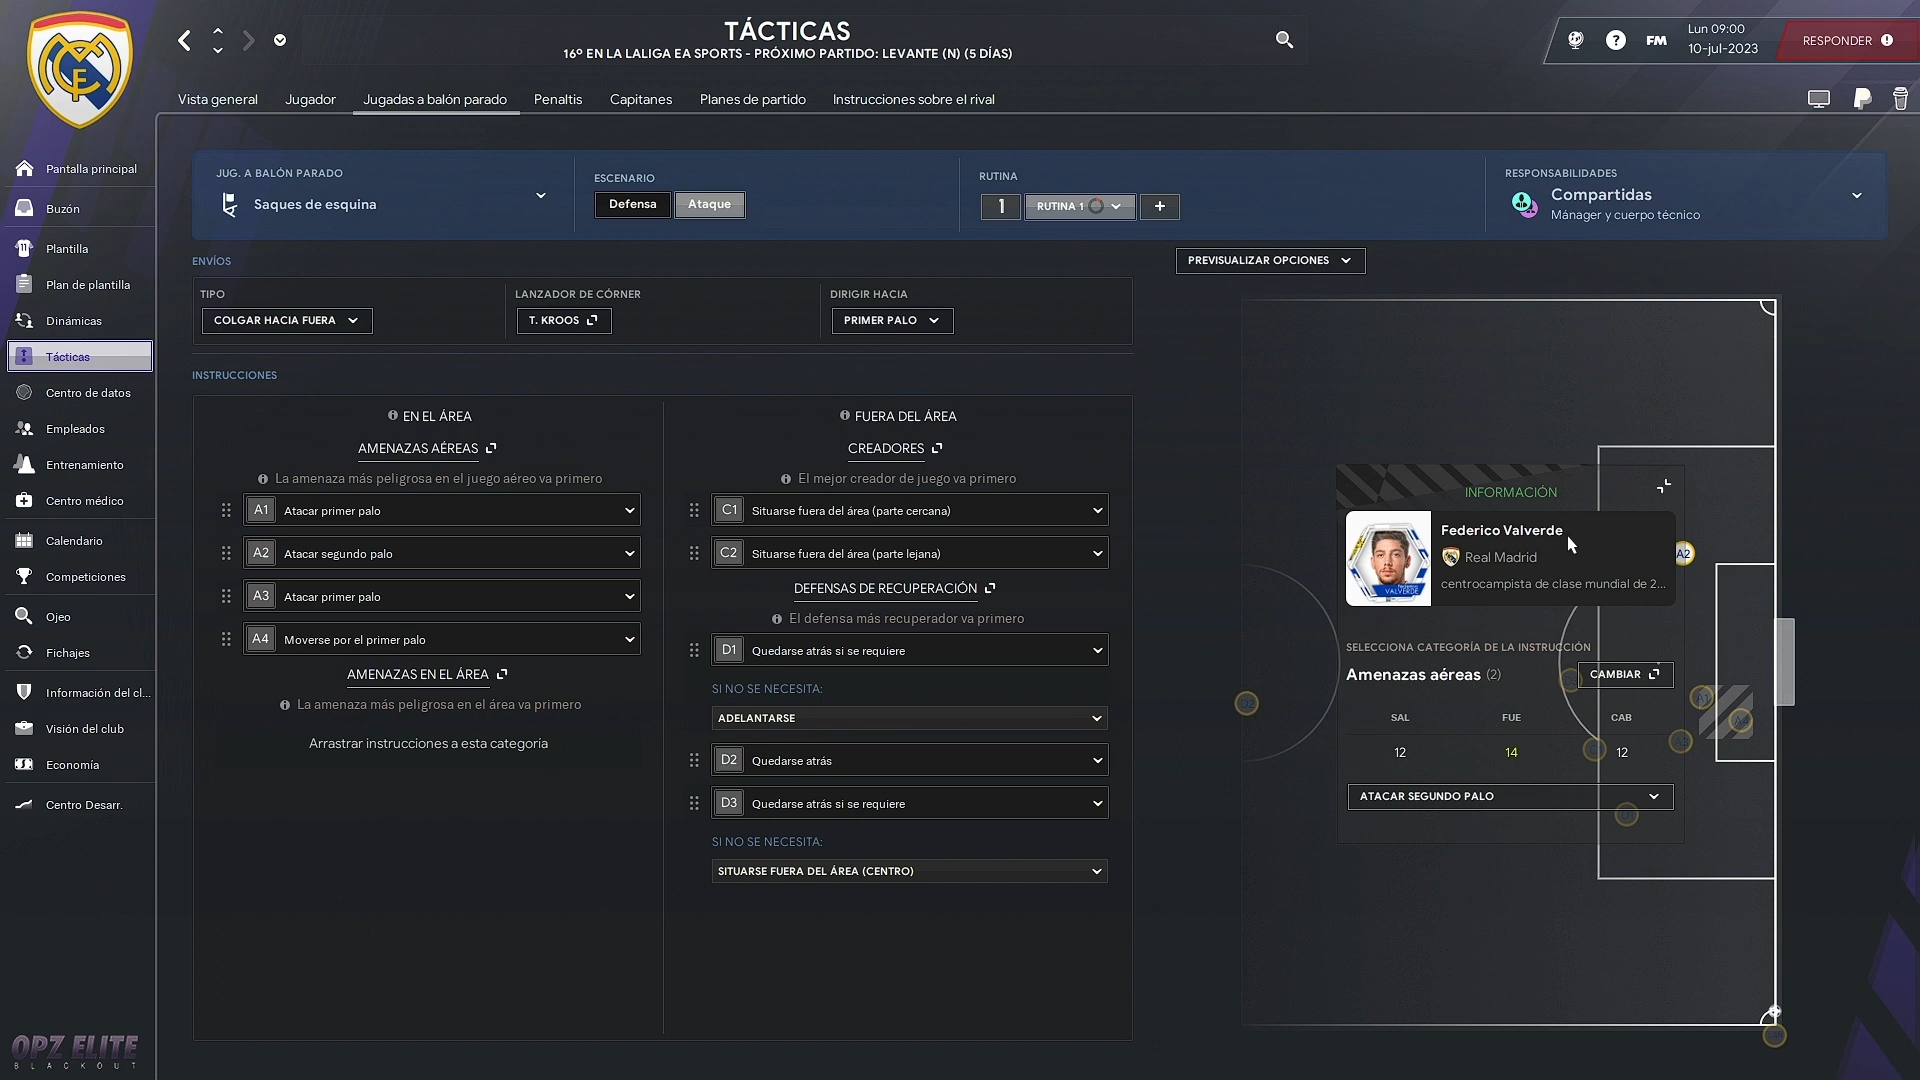 TÁCTICAS
16º EN LA LALIGA EA SPORTS - PRÓXIMO PARTIDO: LEVANTE (N) (5 DÍAS)
FM
Lun 09:00
10-jul-2023
RESPONDER
Vista general
Jugador
Jugadas a balón parado
Penaltis
Capitanes
Planes de partido
Instrucciones sobre el rival
Pantalla principal
Buzón
Plantilla
Plan de plantilla
Dinámicas
Tácticas
Centro de datos
Empleados
Entrenamiento
Centro médico
Calendario
Competiciones
Ojeo
Fichajes
Información del cl...
Visión del club
Economía
Centro Desarr.
OPZ ELITE
BLACKOUT
JUG. A BALÓN PARADO
Saques de esquina
ESCENARIO
Defensa
Ataque
RUTINA
1
RUTINA 1
+
RESPONSABILIDADES
Compartidas
Mánager y cuerpo técnico
ENVÍOS
TIPO
COLGAR HACIA FUERA
LANZADOR DE CÓRNER
T. KROOS
DIRIGIR HACIA
PRIMER PALO
INSTRUCCIONES
EN EL ÁREA
AMENAZAS AÉREAS
La amenaza más peligrosa en el juego aéreo va primero
A1 Atacar primer palo
A2 Atacar segundo palo
A3 Atacar primer palo
A4 Moverse por el primer palo
AMENAZAS EN EL ÁREA
La amenaza más peligrosa en el área va primero
Arrastrar instrucciones a esta categoría
FUERA DEL ÁREA
CREADORES
El mejor creador de juego va primero
C1 Situarse fuera del área (parte cercana)
C2 Situarse fuera del área (parte lejana)
DEFENSAS DE RECUPERACIÓN
El defensa más recuperador va primero
D1 Quedarse atrás si se requiere
SI NO SE NECESITA:
ADELANTARSE
D2 Quedarse atrás
D3 Quedarse atrás si se requiere
SI NO SE NECESITA:
SITUARSE FUERA DEL ÁREA (CENTRO)
PREVISUALIZAR OPCIONES
INFORMACIÓN
Federico Valverde
Real Madrid
centrocampista de clase mundial de 2...
VALVERDE
A2
SELECCIONA CATEGORÍA DE LA INSTRUCCIÓN
Amenazas aéreas (2)
CAMBIAR
SAL FUE CAB
12 14 12
ATACAR SEGUNDO PALO
D2
A4